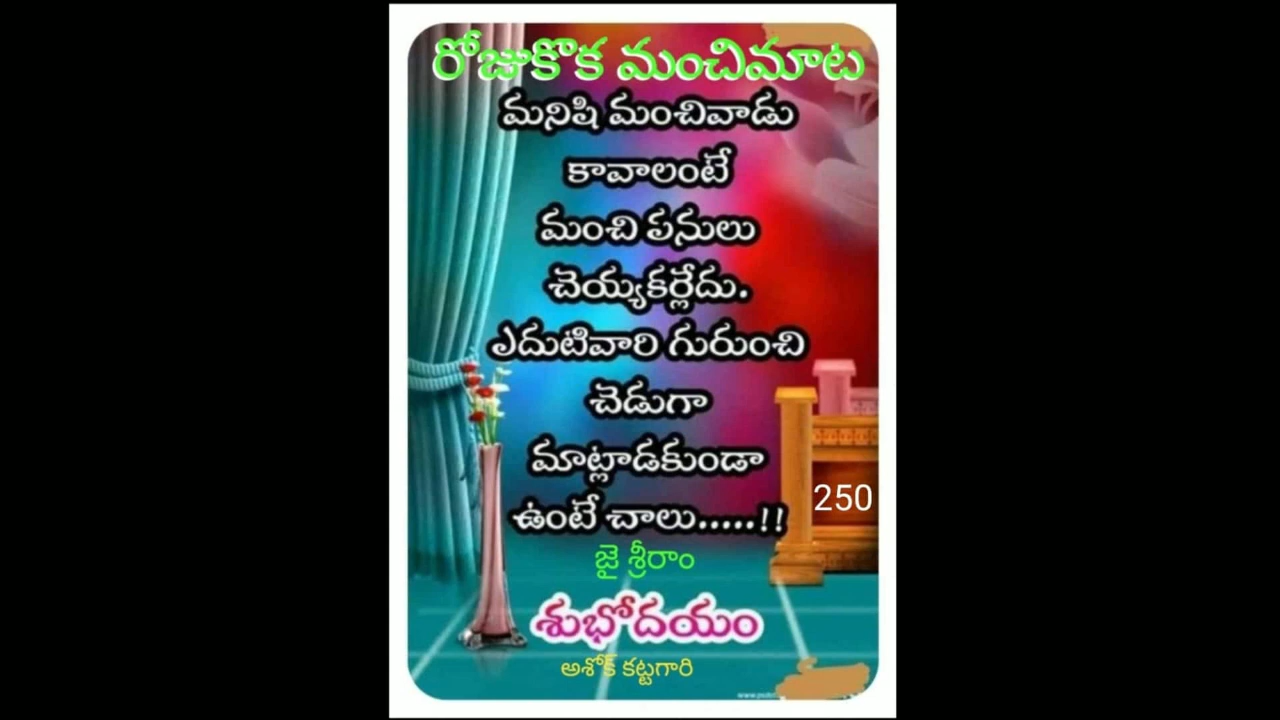 రోజుకొక మంచిమాట
మనిషి మంచివాడు
కావాలంటే
మంచి పనులు
చెయ్యకర్లేదు.
ఎదుటివారి గురుంచి
చెడుగా
మాట్లాడకుండా
ఉంటే చాలు.....!!
250
జై శ్రీరాం
శుభోదయం
అశోక్ కట్టగారి